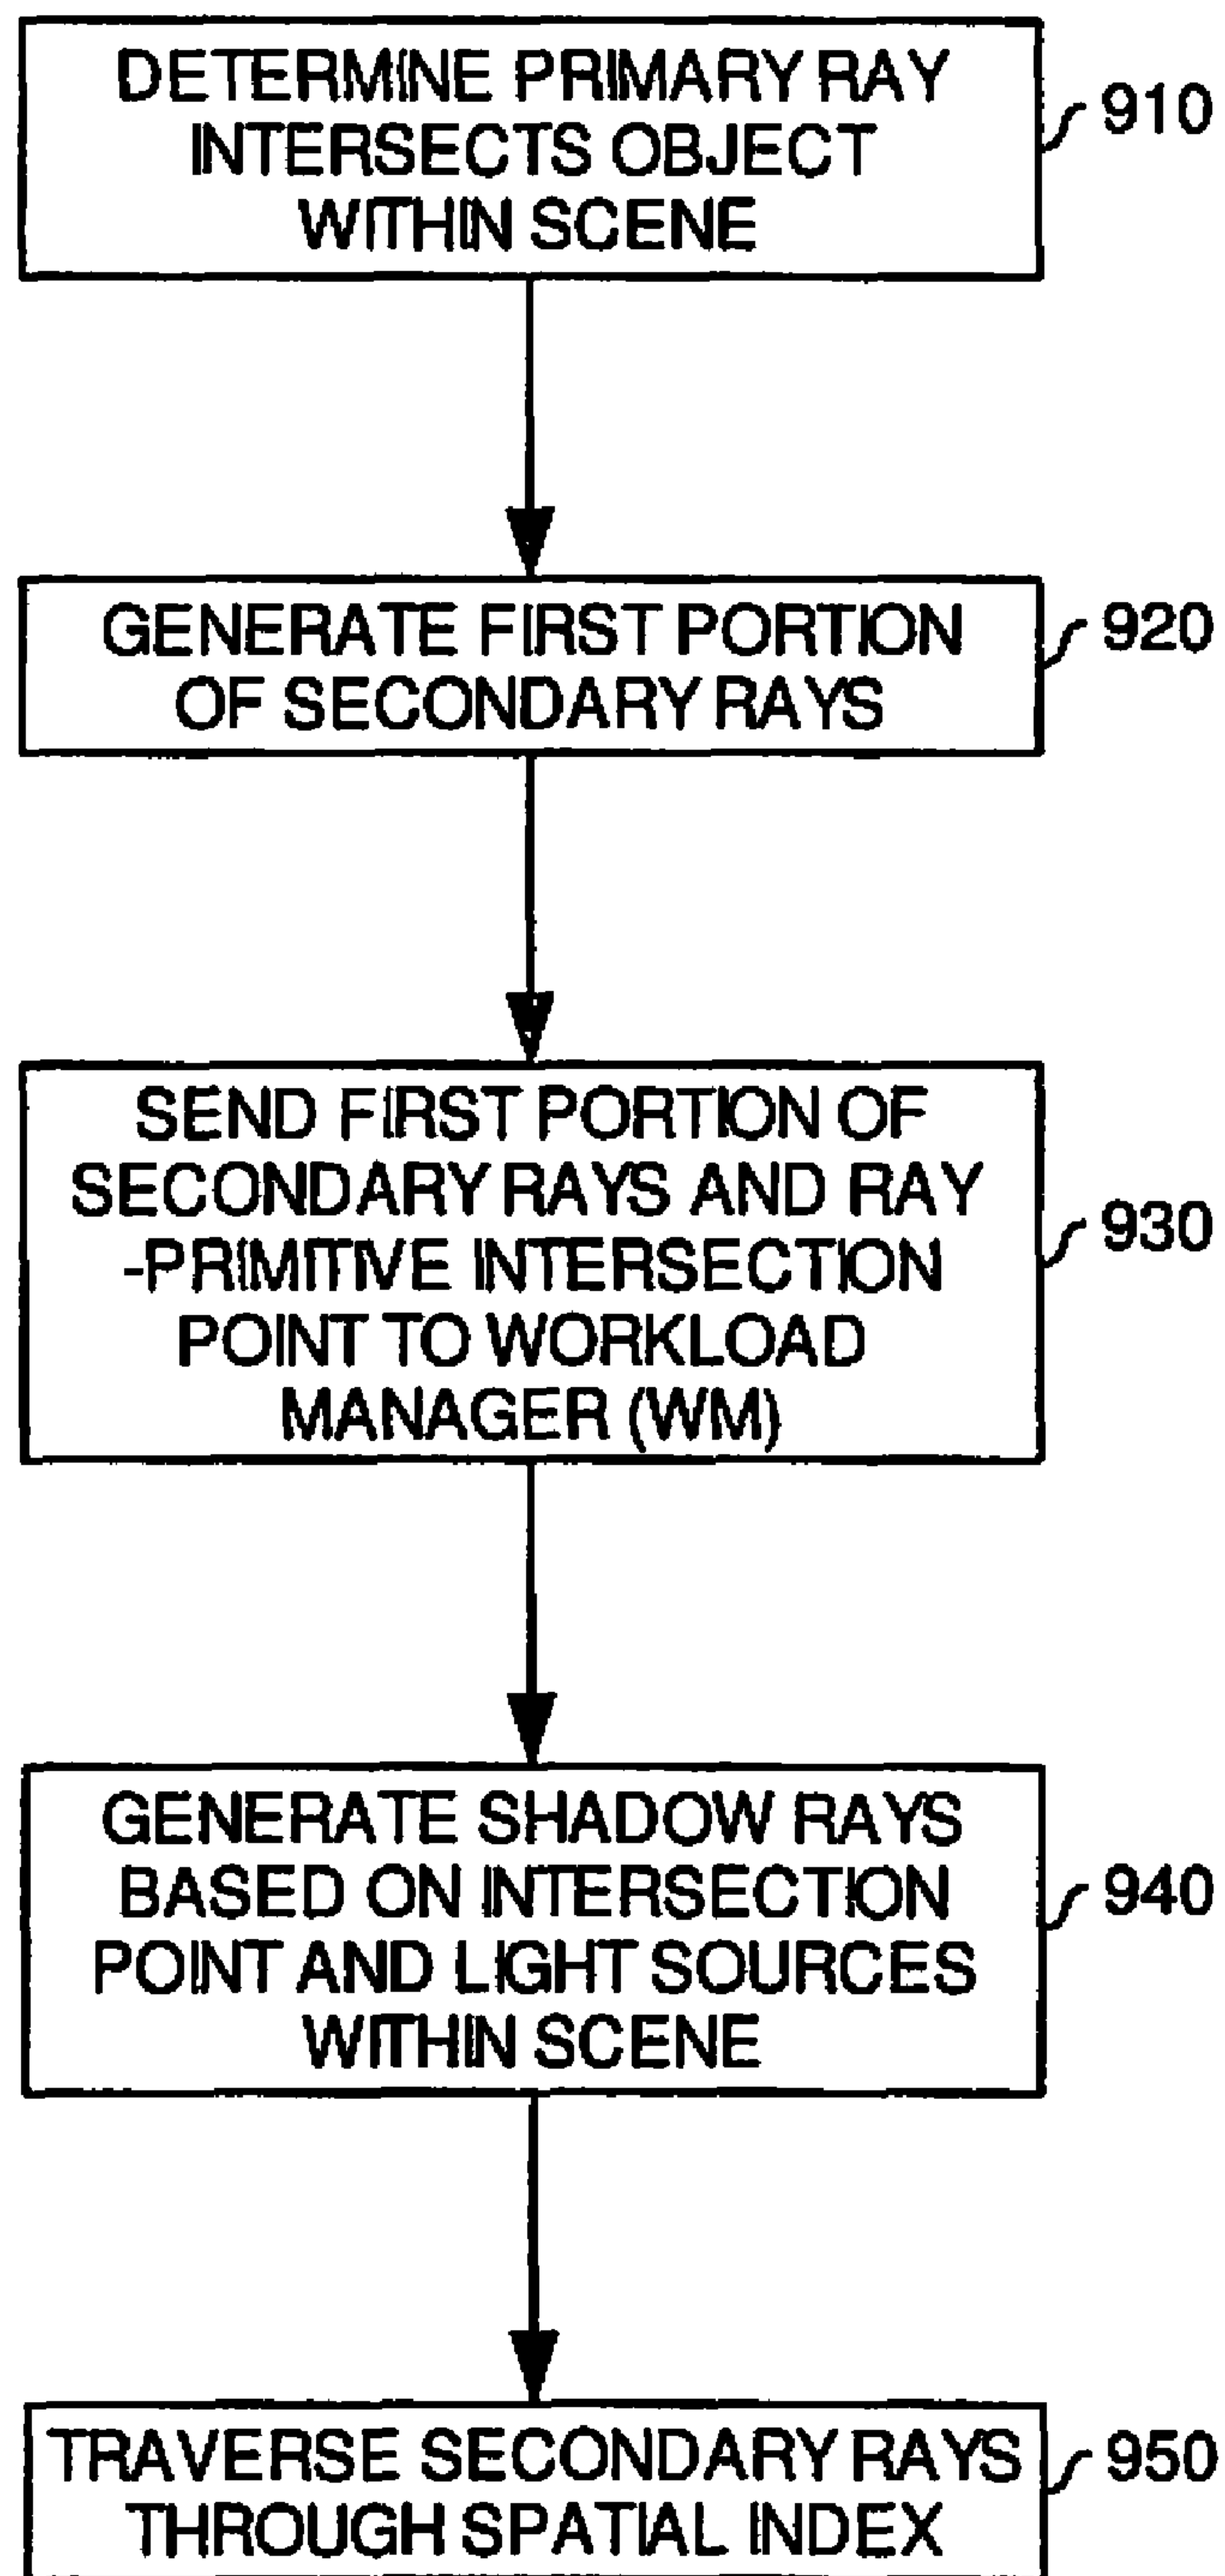 DETERMINE PRIMARY RAY
INTERSECTS OBJECT
WITHIN SCENE
910
GENERATE FIRST PORTION
OF SECONDARY RAYS
920
SEND FIRST PORTION OF
SECONDARY RAYS AND RAY
-PRIMITIVE INTERSECTION
POINT TO WORKLOAD
MANAGER (WM)
930
GENERATE SHADOW RAYS
BASED ON INTERSECTION
POINT AND LIGHT SOURCES
WITHIN SCENE
940
TRAVERSE SECONDARY RAYS
THROUGH SPATIAL INDEX
950